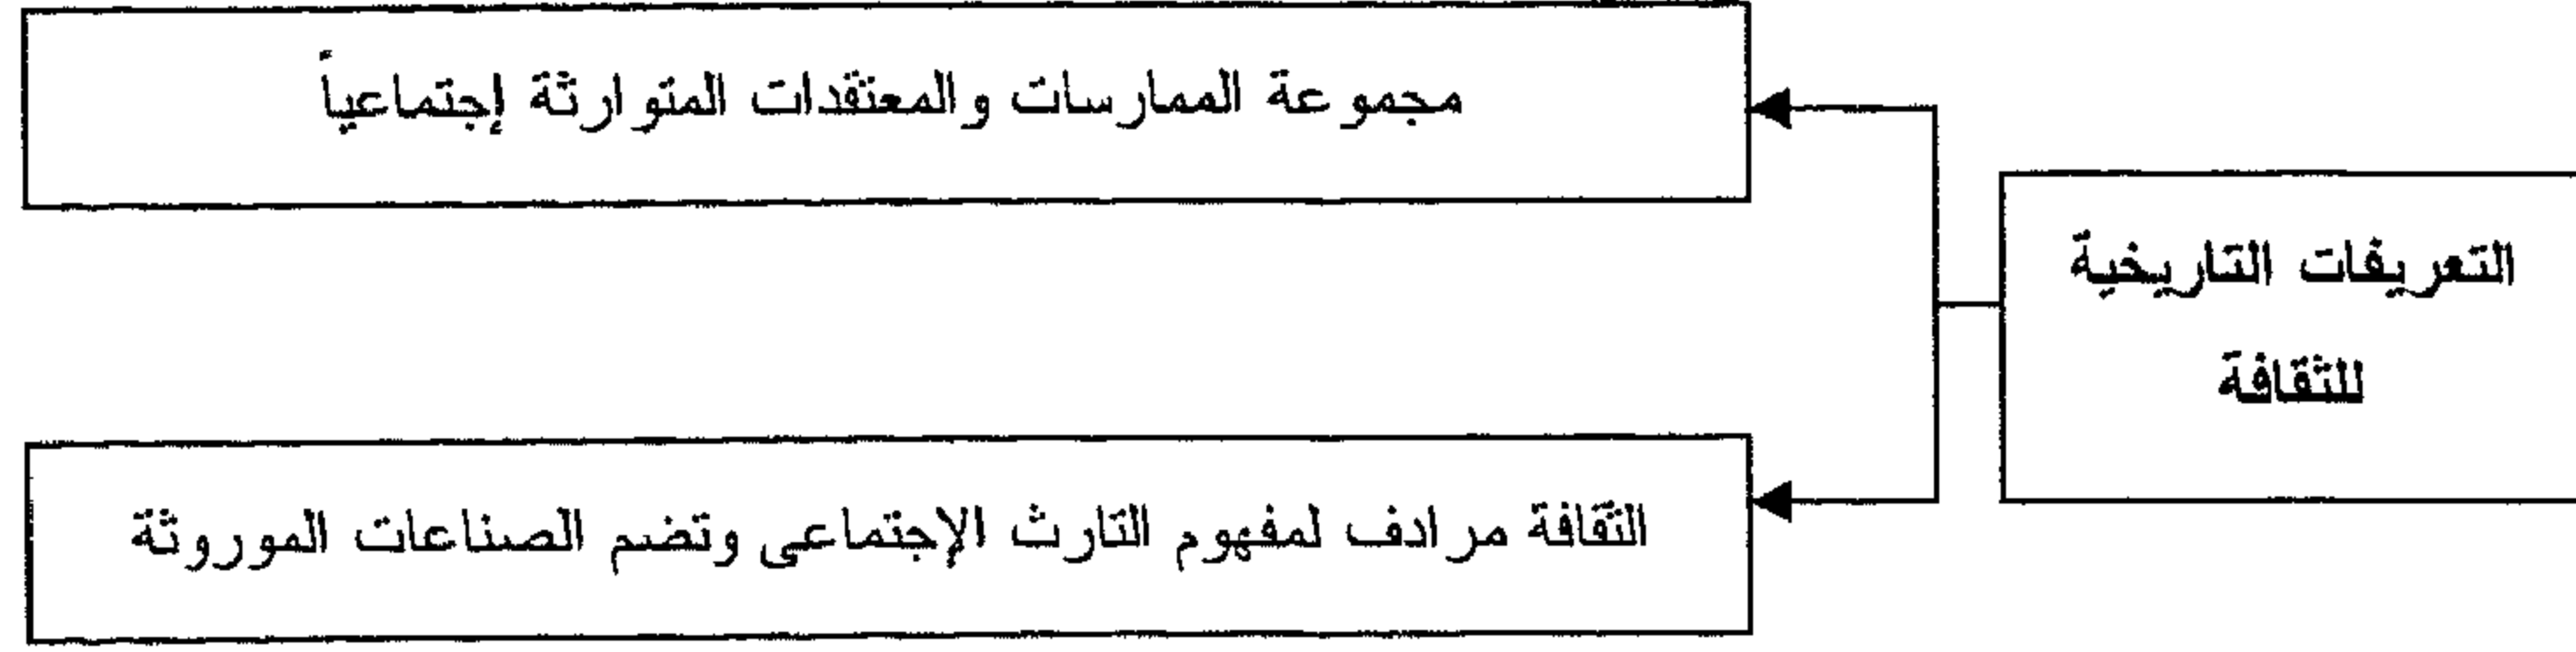 التعريفات التاريخية
للثقافة
مجموعة الممارسات والمعتقدات المتوارثة إجتماعياً
الثقافة مرادف لمفهوم التارث الإجتماعى وتضم الصناعات الموروثة